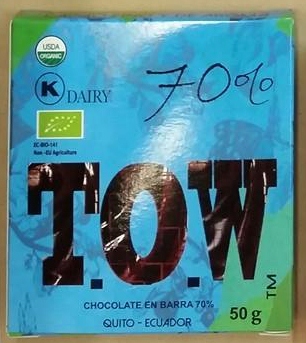 USDA
ORGANIC
K DAIRY
70%
EC-BIO-141
Non - EU Agriculture
T.O.W
TM
CHOCOLATE EN BARRA 70%
50 g
QUITO - ECUADOR